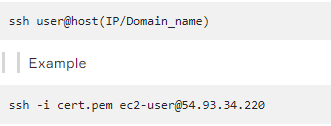 ssh user@host(IP/Domain_name)
Example
ssh -i cert.pem ec2-user@54.93.34.220